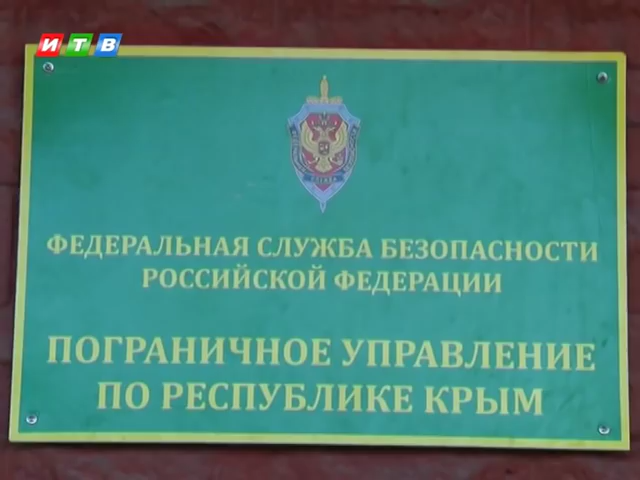 ИТВ
ФЕДЕРАЛЬНАЯ СЛУЖБА БЕЗОПАСНОСТИ
РОССИЙСКОЙ ФЕДЕРАЦИИ
ПОГРАНИЧНОЕ УПРАВЛЕНИЕ
ПО РЕСПУБЛИКЕ КРЫМ